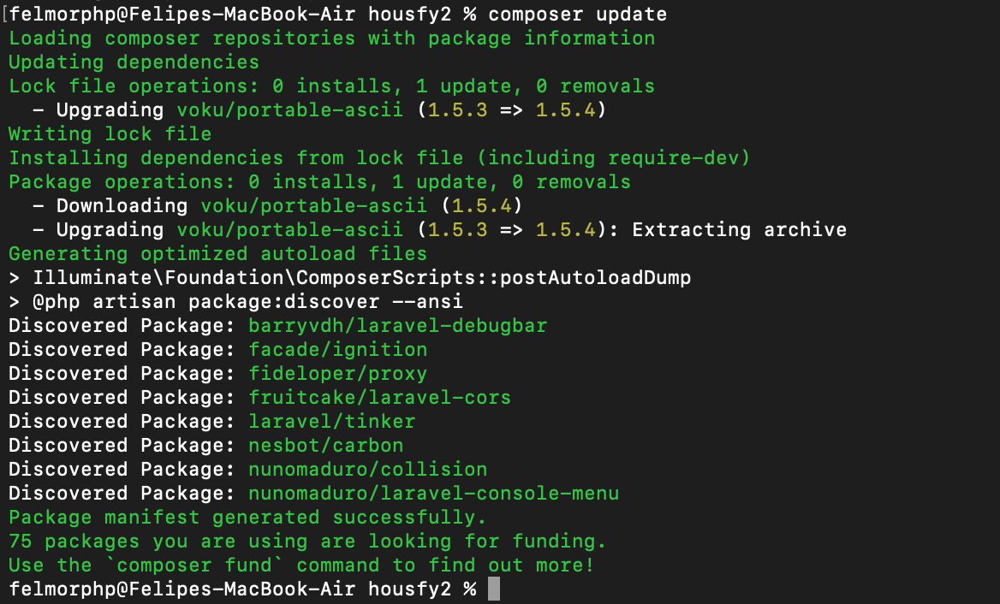 [felmorphp@Felipes-MacBook-Air housfy2 % composer update
Loading composer repositories with package information
Updating dependencies
Lock file operations: 0 installs, 1 update, 0 removals
  - Upgrading voku/portable-ascii (1.5.3 => 1.5.4)
Writing lock file
Installing dependencies from lock file (including require-dev)
Package operations: 0 installs, 1 update, 0 removals
  - Downloading voku/portable-ascii (1.5.4)
  - Upgrading voku/portable-ascii (1.5.3 => 1.5.4): Extracting archive
Generating optimized autoload files
> Illuminate\Foundation\ComposerScripts::postAutoloadDump
> @php artisan package:discover --ansi
Discovered Package: barryvdh/laravel-debugbar
Discovered Package: facade/ignition
Discovered Package: fideloper/proxy
Discovered Package: fruitcake/laravel-cors
Discovered Package: laravel/tinker
Discovered Package: nesbot/carbon
Discovered Package: nunomaduro/collision
Discovered Package: nunomaduro/laravel-console-menu
Package manifest generated successfully.
75 packages you are using are looking for funding.
Use the `composer fund` command to find out more!
felmorphp@Felipes-MacBook-Air housfy2 %